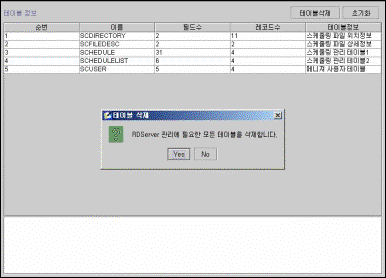 테이블 정보
테이블삭제 초기화
순번 이름 필드수 레코드수 테이블정보
1 SCDIRECTORY 2 11 스케쥴링 파일 위치정보
2 SCFILEDESC 2 2 스케쥴링 파일 상세정보
3 SCHEDULE 31 4 스케쥴링 관리 테이블1
4 SCHEDULELIST 6 4 스케쥴링 관리 테이블2
5 SCUSER 5 4 메니져 사용자 테이블
테이블 삭제
RDServer 관리에 필요한 모든 테이블을 삭제합니다.
Yes No